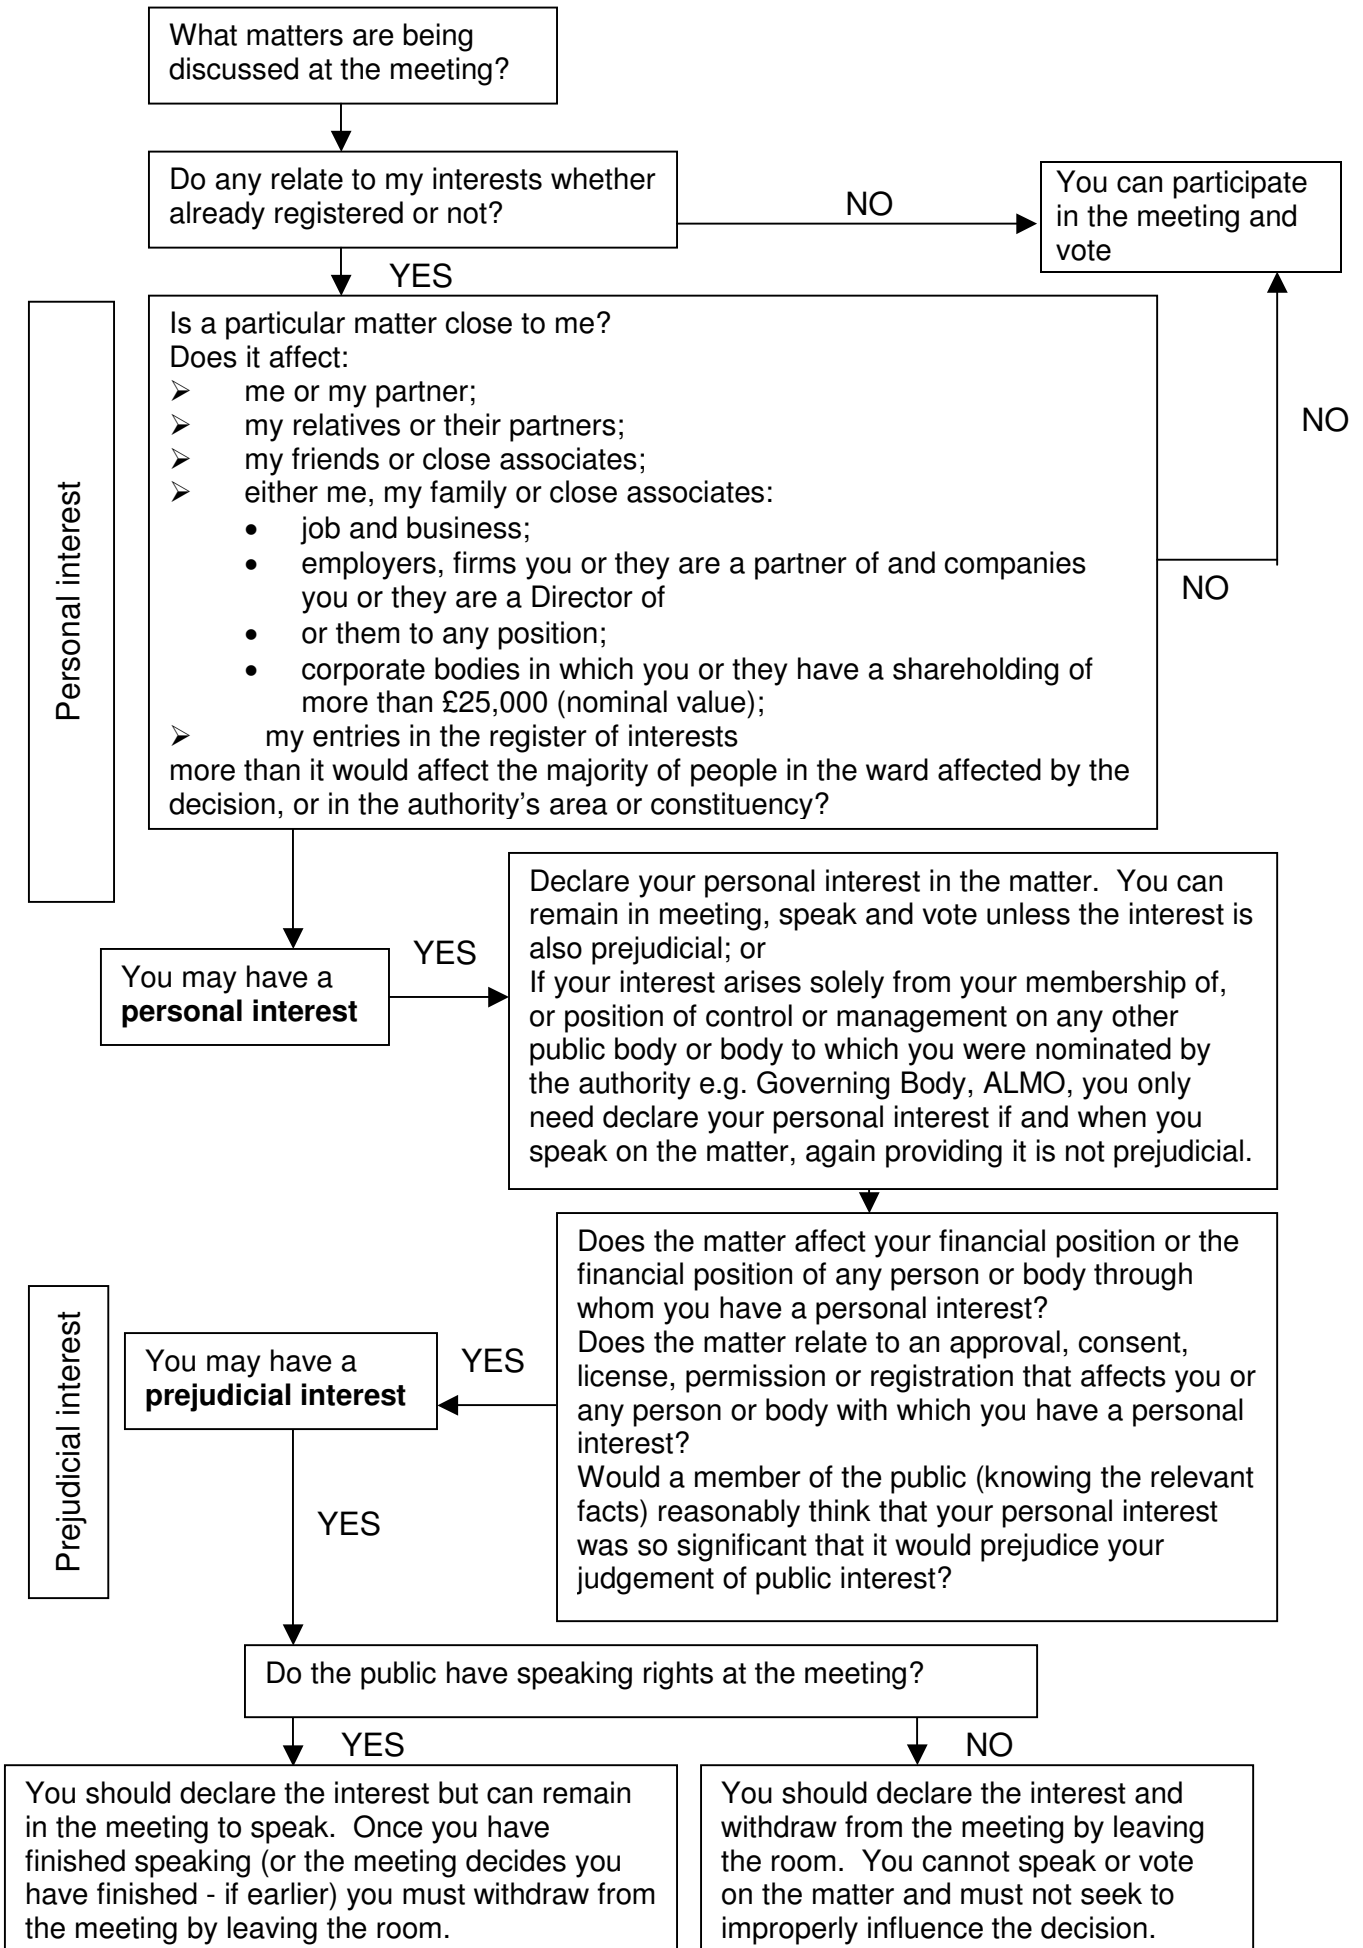 What matters are being
discussed at the meeting?
Do any relate to my interests whether
already registered or not?
NO
You can participate
in the meeting and
vote
YES
Personal interest
Is a particular matter close to me?
Does it affect:
➢ me or my partner;
➢ my relatives or their partners;
➢ my friends or close associates;
➢ either me, my family or close associates:
• job and business;
• employers, firms you or they are a partner of and companies
you or they are a Director of
• or them to any position;
• corporate bodies in which you or they have a shareholding of
more than £25,000 (nominal value);
➢ my entries in the register of interests
more than it would affect the majority of people in the ward affected by the
decision, or in the authority's area or constituency?
NO
NO
You may have a
personal interest
YES
Declare your personal interest in the matter. You can
remain in meeting, speak and vote unless the interest is
also prejudicial; or
If your interest arises solely from your membership of,
or position of control or management on any other
public body or body to which you were nominated by
the authority e.g. Governing Body, ALMO, you only
need declare your personal interest if and when you
speak on the matter, again providing it is not prejudicial.
Prejudicial interest
Does the matter affect your financial position or the
financial position of any person or body through
whom you have a personal interest?
Does the matter relate to an approval, consent,
license, permission or registration that affects you or
any person or body with which you have a personal
interest?
Would a member of the public (knowing the relevant
facts) reasonably think that your personal interest
was so significant that it would prejudice your
judgement of public interest?
YES
You may have a
prejudicial interest
YES
Do the public have speaking rights at the meeting?
YES
NO
You should declare the interest but can remain
in the meeting to speak. Once you have
finished speaking (or the meeting decides you
have finished - if earlier) you must withdraw from
the meeting by leaving the room.
You should declare the interest and
withdraw from the meeting by leaving
the room. You cannot speak or vote
on the matter and must not seek to
improperly influence the decision.